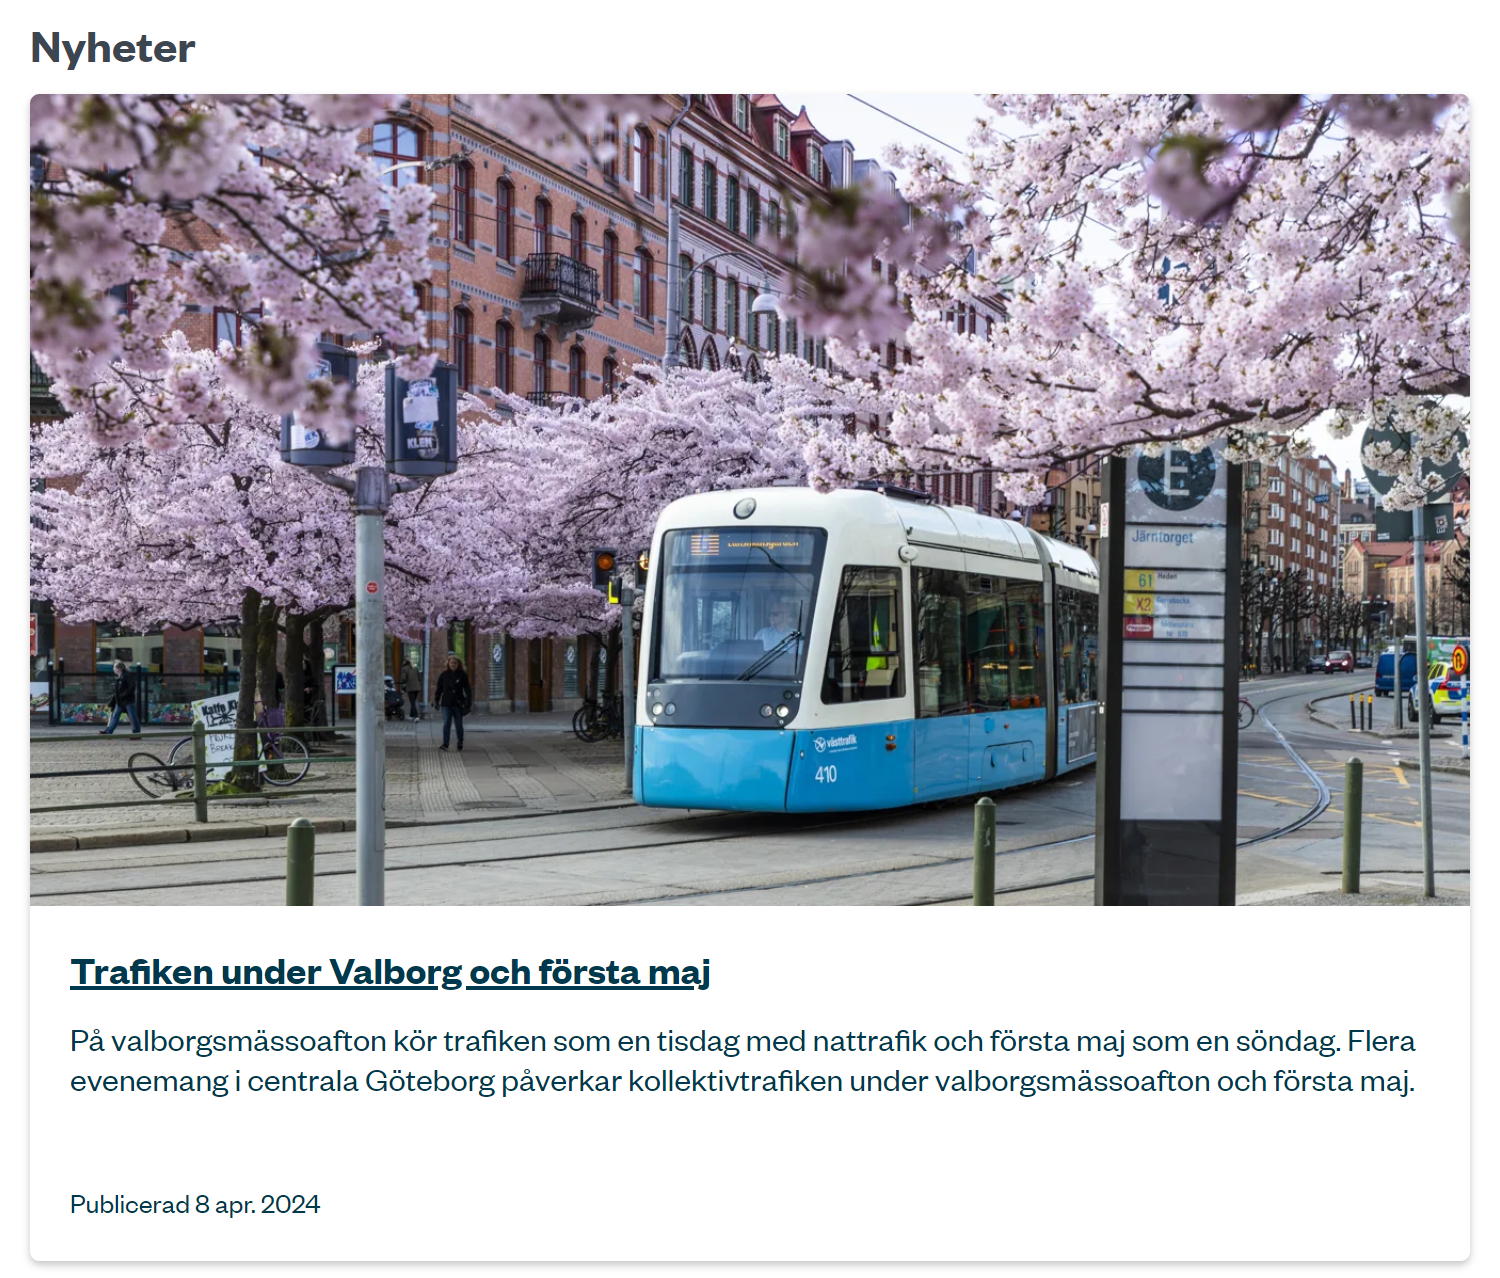 Nyheter
KLEN
E
Järntorget
61 Heden
X2
västtrafik
410
Trafiken under Valborg och första maj
På valborgsmässoafton kör trafiken som en tisdag med nattrafik och första maj som en söndag. Flera
evenemang i centrala Göteborg påverkar kollektivtrafiken under valborgsmässoafton och första maj.
Publicerad 8 apr. 2024